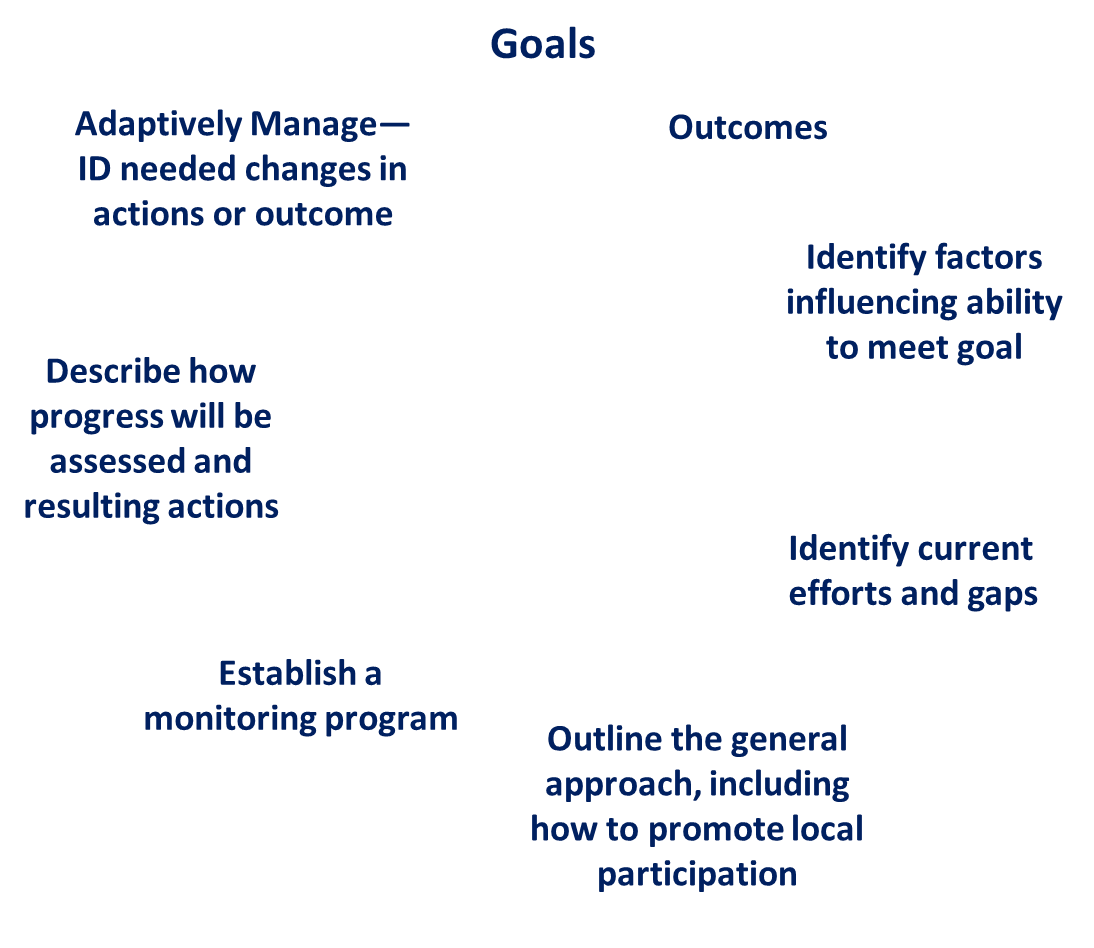 Goals
Adaptively Manage—
ID needed changes in
actions or outcome
Outcomes
Identify factors
influencing ability
to meet goal
Describe how
progress will be
assessed and
resulting actions
Identify current
efforts and gaps
Establish a
monitoring program
Outline the general
approach, including
how to promote local
participation